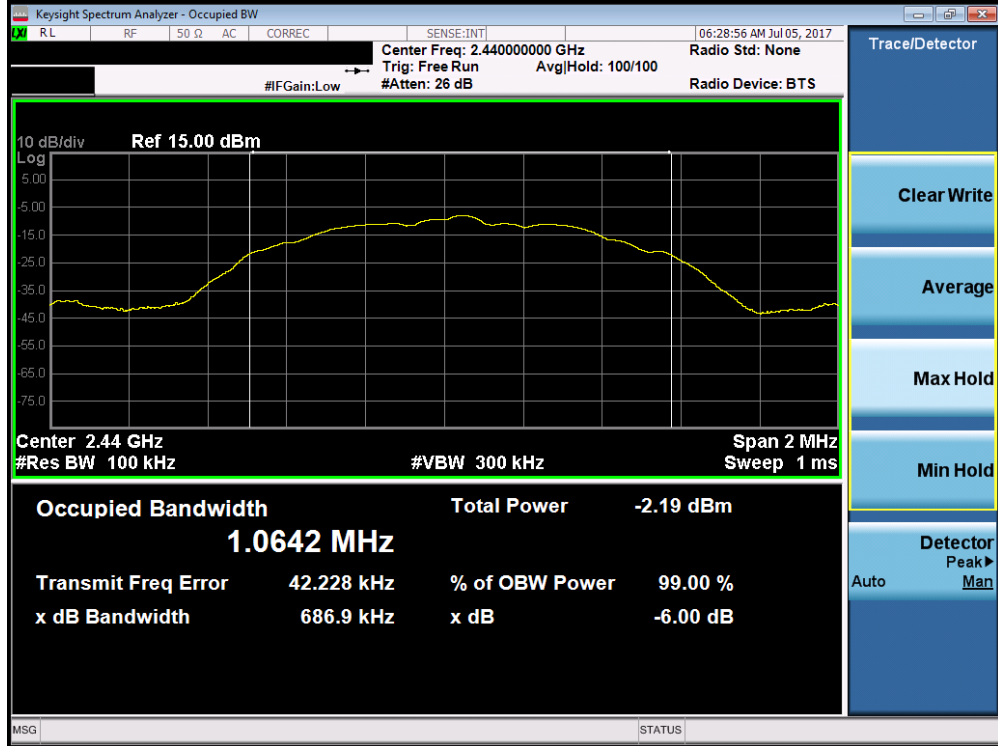 Keysight Spectrum Analyzer - Occupied BW
LXI RL RF 50 Ω AC CORREC SENSE:INT 06:28:56 AM Jul 05, 2017
Center Freq: 2.440000000 GHz Radio Std: None
Trig: Free Run Avg|Hold: 100/100
#IFGain:Low #Atten: 26 dB Radio Device: BTS
Trace/Detector
10 dB/div Ref 15.00 dBm
Log
5.00
-5.00
-15.0
-25.0
-35.0
-45.0
-55.0
-65.0
-75.0
Center 2.44 GHz Span 2 MHz
#Res BW 100 kHz #VBW 300 kHz Sweep 1 ms
Occupied Bandwidth Total Power -2.19 dBm
1.0642 MHz
Transmit Freq Error 42.228 kHz % of OBW Power 99.00 %
x dB Bandwidth 686.9 kHz x dB -6.00 dB
Clear Write
Average
Max Hold
Min Hold
Detector
Peak▶
Auto Man
MSG STATUS